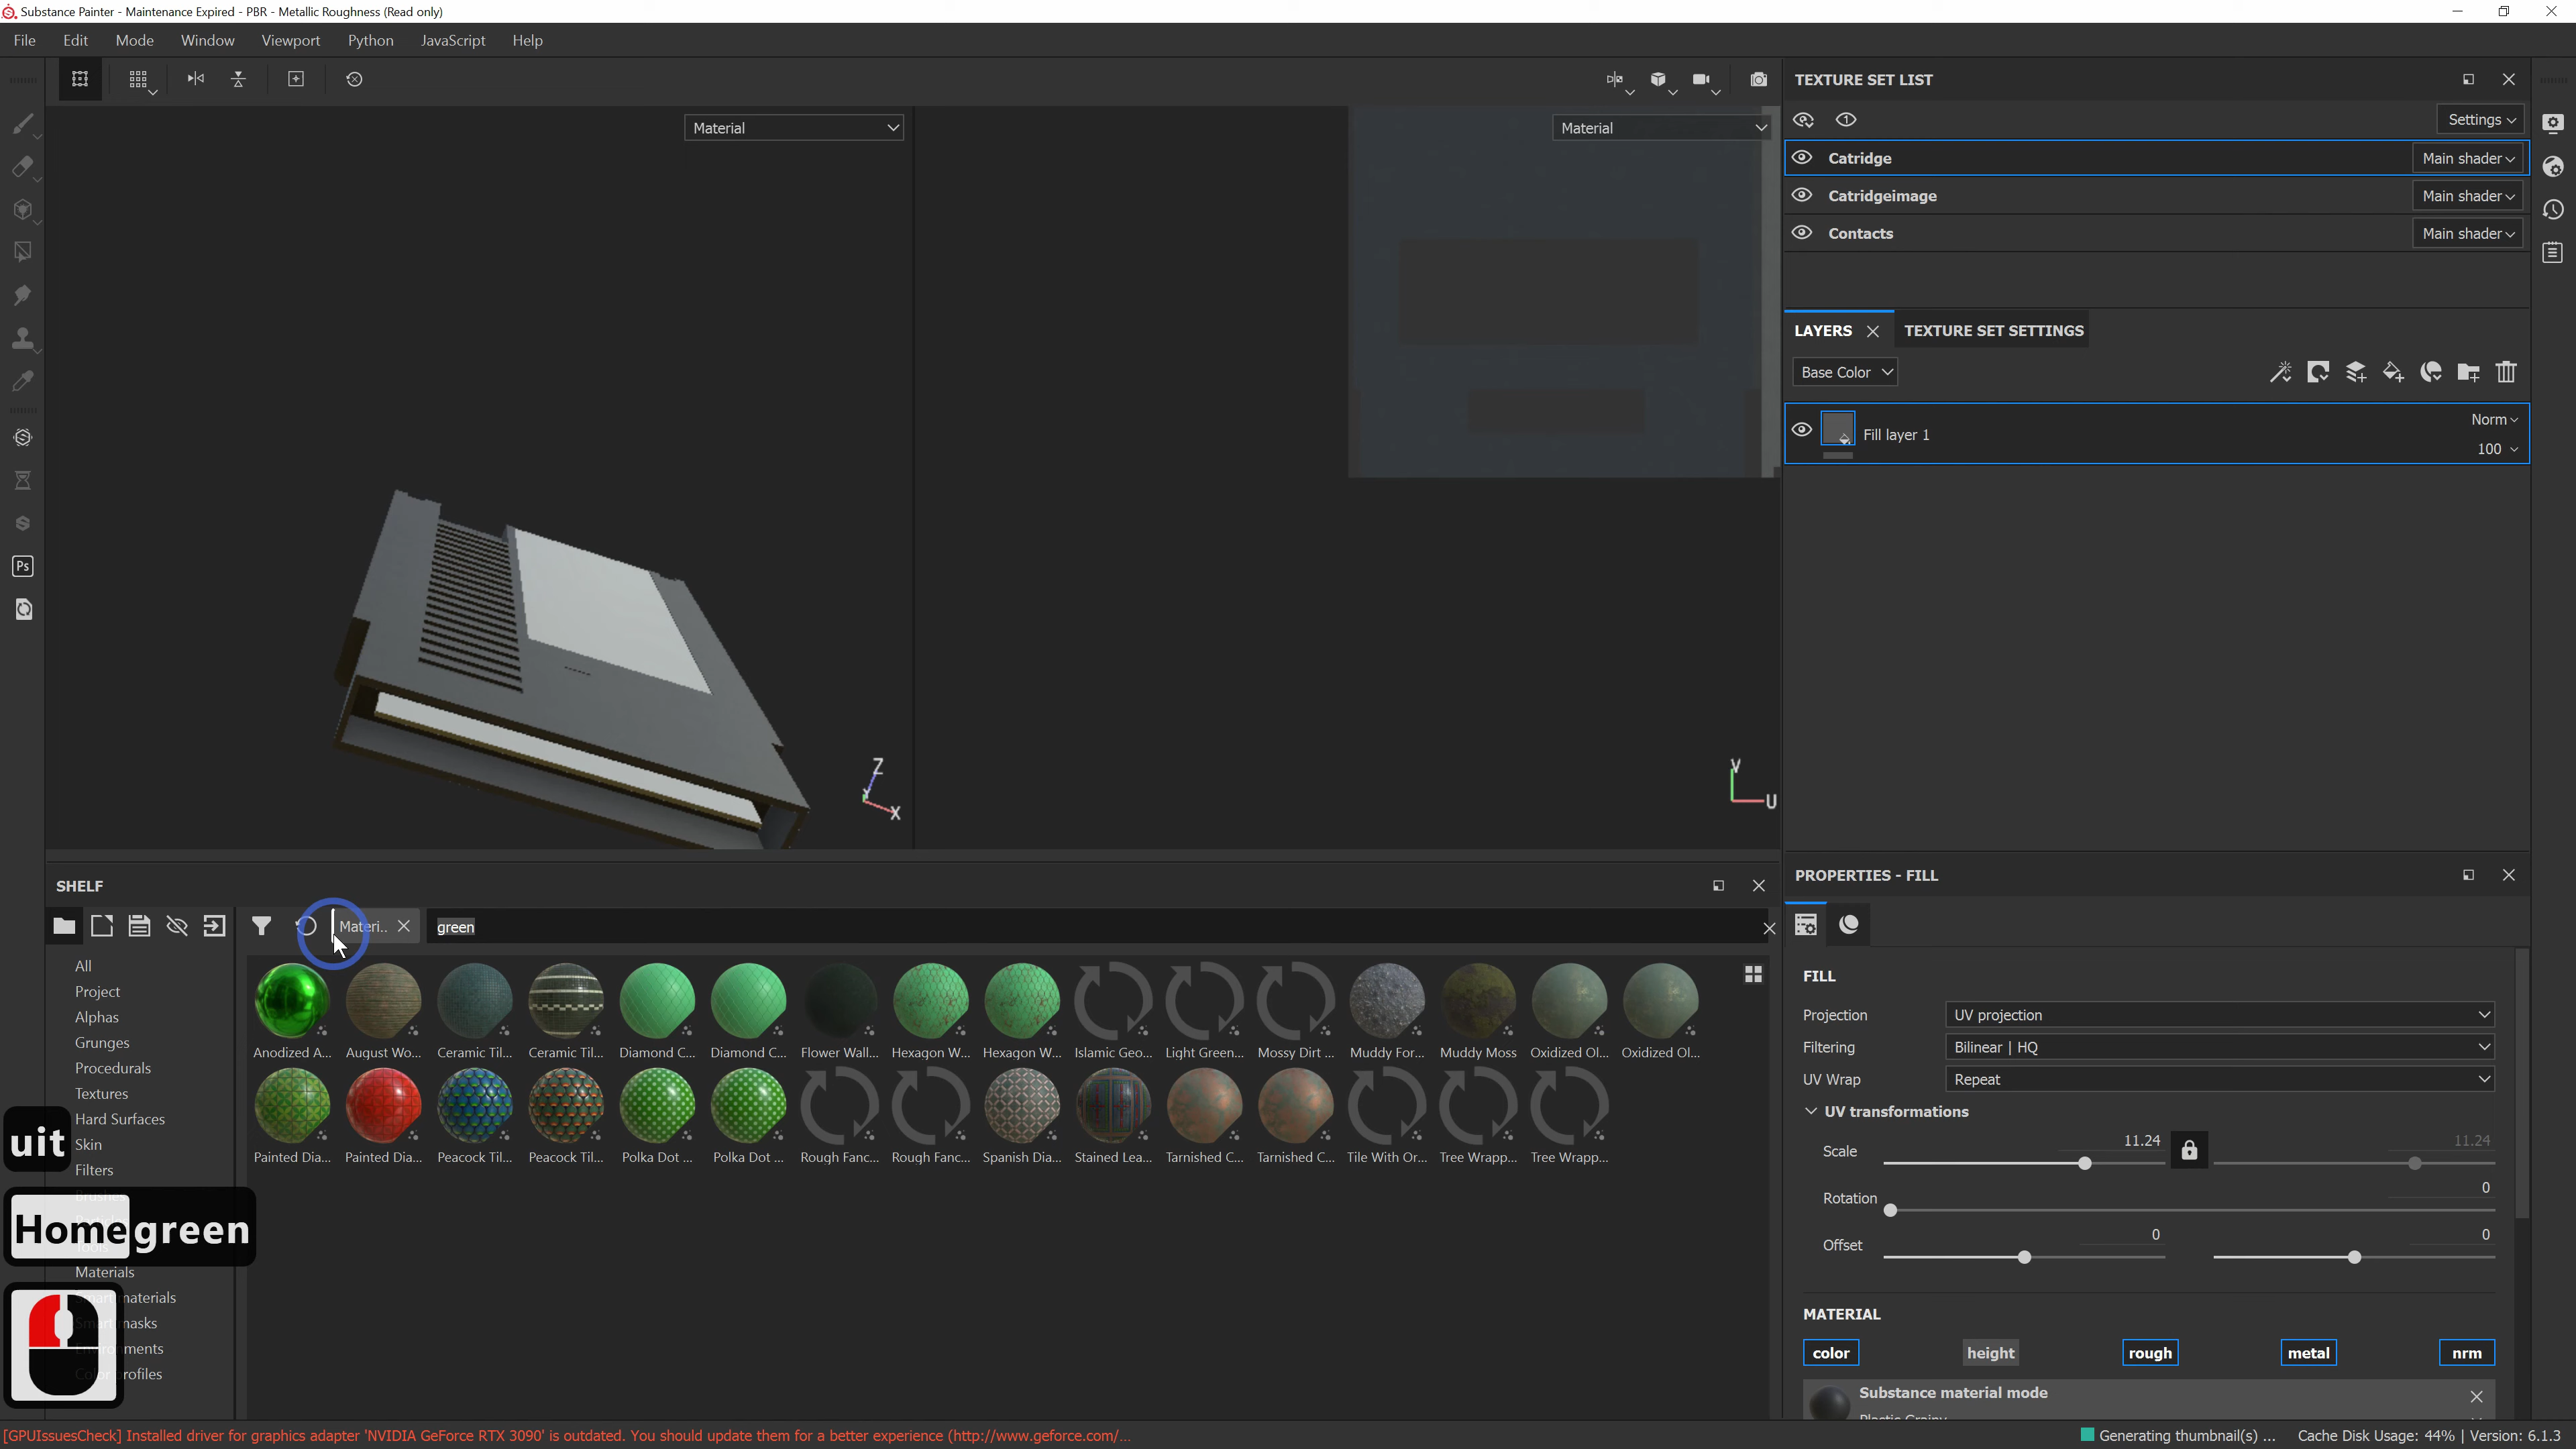 Substance Painter - Maintenance Expired - PBR - Metallic Roughness (Read only)
File Edit Mode Window Viewport Python JavaScript Help
Material
Material
TEXTURE SET LIST
Settings
Catridge Main shader
Catridgeimage Main shader
Contacts Main shader
LAYERS TEXTURE SET SETTINGS
Base Color
Fill layer 1
Norm
100
Ps
Z
Y
X
V
U
SHELF
Materi.. green
All
Project
Alphas
Grunges
Procedurals
Textures
Hard Surfaces
Skin
Filters
Materials
Anodized A... August Wo... Ceramic Til... Ceramic Til... Diamond C... Diamond C... Flower Wall... Hexagon W... Hexagon W... Islamic Geo... Light Green... Mossy Dirt ... Muddy For... Muddy Moss Oxidized Ol... Oxidized Ol...
Painted Dia... Painted Dia... Peacock Til... Peacock Til... Polka Dot ... Polka Dot ... Rough Fanc... Rough Fanc... Spanish Dia... Stained Lea... Tarnished C... Tarnished C... Tile With Or... Tree Wrapp... Tree Wrapp...
uit
Home green
PROPERTIES - FILL
FILL
Projection UV projection
Filtering Bilinear | HQ
UV Wrap Repeat
UV transformations
Scale 11.24 11.24
Rotation 0
Offset 0 0
MATERIAL
color height rough metal nrm
Substance material mode
[GPUIssuesCheck] Installed driver for graphics adapter 'NVIDIA GeForce RTX 3090' is outdated. You should update them for a better experience (http://www.geforce.com/...
Generating thumbnail(s) ... Cache Disk Usage: 44% | Version: 6.1.3